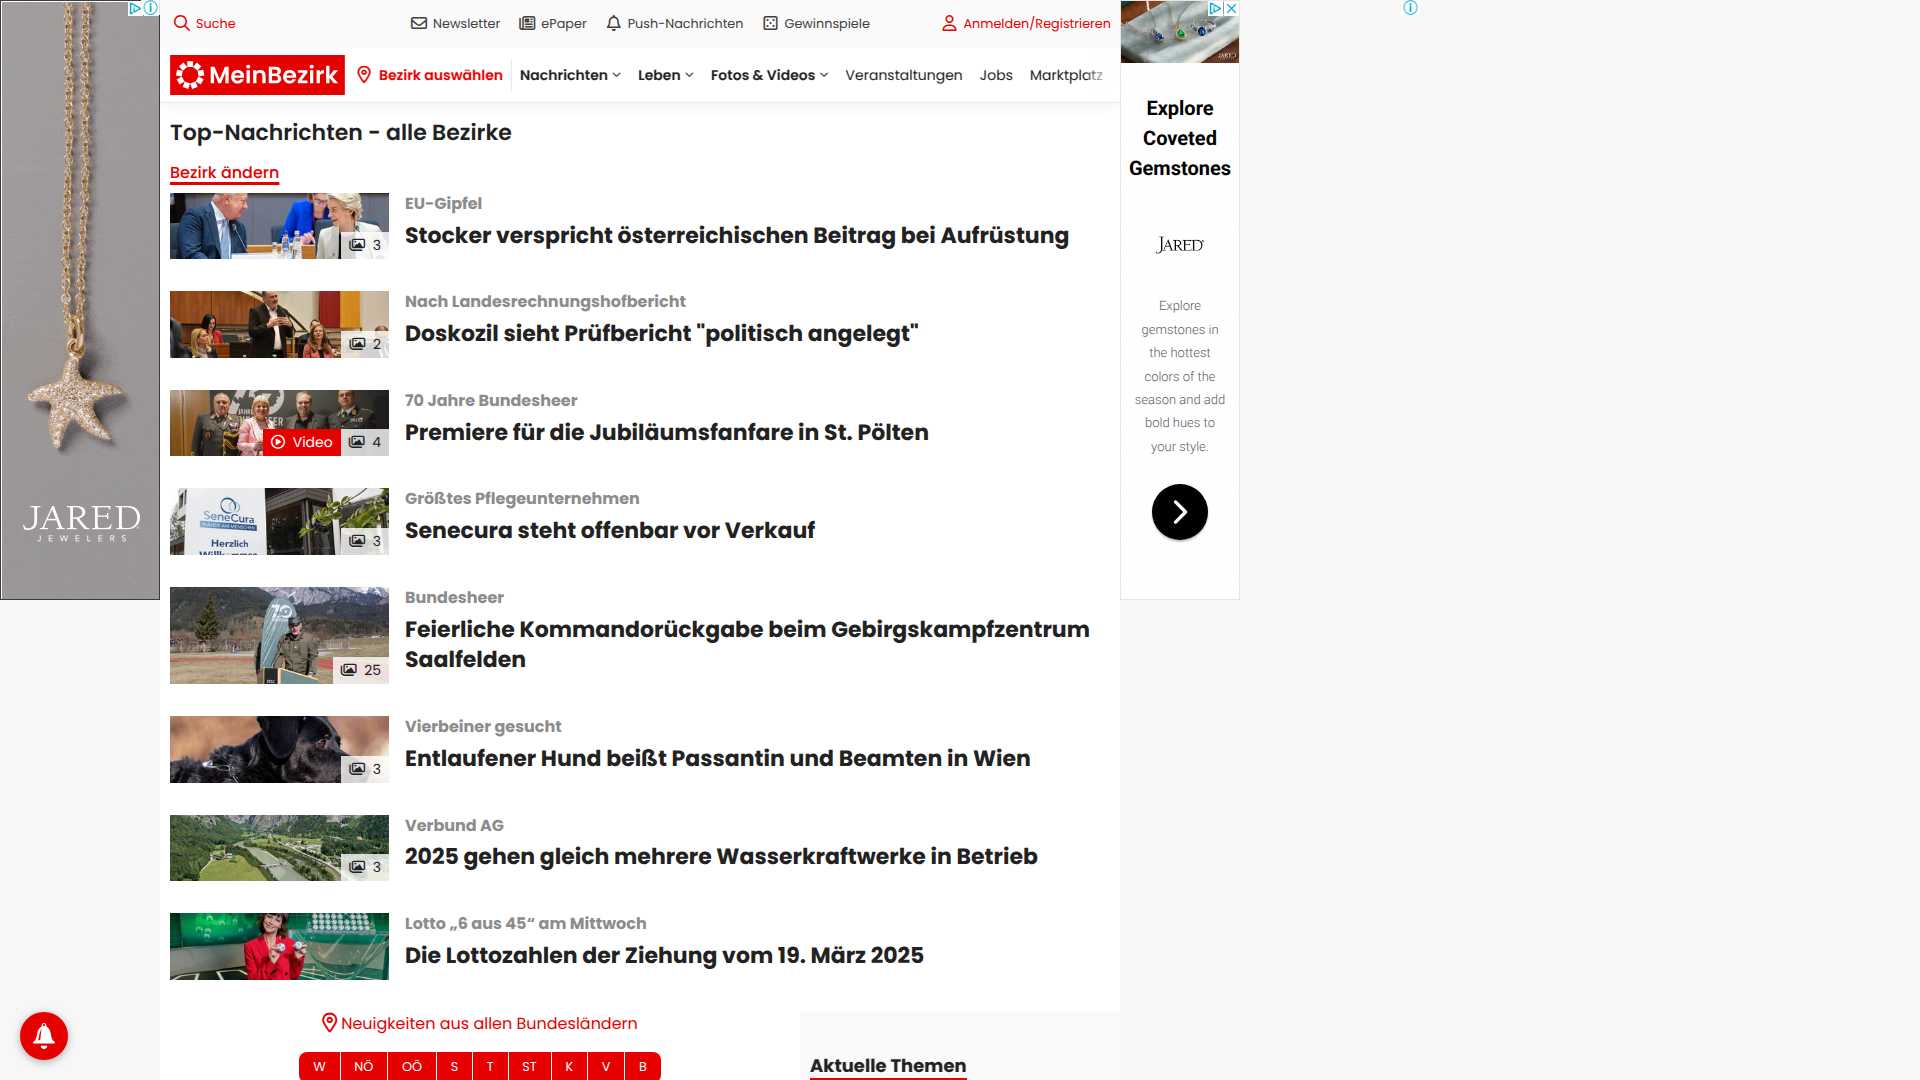 Suche
Newsletter
ePaper
Push-Nachrichten
Gewinnspiele
Anmelden/Registrieren
MeinBezirk
Bezirk auswählen
Nachrichten
Leben
Fotos & Videos
Veranstaltungen
Jobs
Marktplatz
Top-Nachrichten - alle Bezirke
Bezirk ändern
EU-Gipfel
Stocker verspricht österreichischen Beitrag bei Aufrüstung
3
Nach Landesrechnungshofbericht
Doskozil sieht Prüfbericht "politisch angelegt"
2
70 Jahre Bundesheer
Premiere für die Jubiläumsfanfare in St. Pölten
Video
4
Größtes Pflegeunternehmen
Senecura steht offenbar vor Verkauf
SeneCura
Herzlich
3
Bundesheer
Feierliche Kommandorückgabe beim Gebirgskampfzentrum
Saalfelden
25
Vierbeiner gesucht
Entlaufener Hund beißt Passantin und Beamten in Wien
3
Verbund AG
2025 gehen gleich mehrere Wasserkraftwerke in Betrieb
3
Lotto „6 aus 45“ am Mittwoch
Die Lottozahlen der Ziehung vom 19. März 2025
Neuigkeiten aus allen Bundesländern
W
NÖ
OÖ
S
T
ST
K
V
B
Aktuelle Themen
JARED
JEWELERS
Explore
Coveted
Gemstones
JARED
Explore
gemstones in
the hottest
colors of the
season and add
bold hues to
your style.